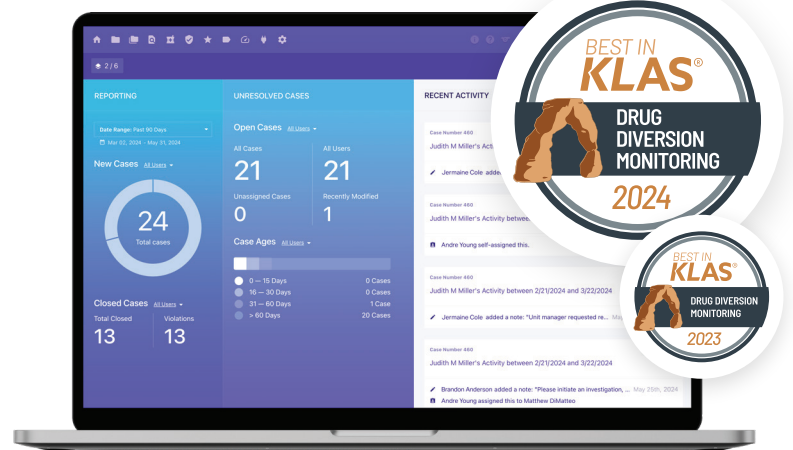 2 / 6
REPORTING
Date Range: Past 90 Days
Mar 02, 2024 – May 31, 2024
New Cases All Users
24
Total cases
Closed Cases All Users
Total Closed
13
Violations
13
UNRESOLVED CASES
Open Cases All Users
All Cases
21
All Users
21
Unassigned Cases
0
Recently Modified
1
Case Ages All Users
0 — 15 Days 0 Cases
16 — 30 Days 0 Cases
31 — 60 Days 1 Case
> 60 Days 20 Cases
RECENT ACTIVITY
Case Number 460
Judith M Miller's
Jermaine Cole
Case Number 460
Judith M Miller's Activity
Andre Young self-assigned this.
Case Number 460
Judith M Miller's Activity between 2/21/2024 and 3/22/2024
Jermaine Cole added a note: "Unit manager requested re...
Case Number 460
Judith M Miller's Activity between 2/21/2024 and 3/22/2024
Brandon Anderson added a note: "Please initiate an investigation, ... May 25th, 2024
Andre Young assigned this to Matthew DiMatteo
BEST IN
KLAS®
DRUG
DIVERSION
MONITORING
2024
BEST IN
KLAS®
DRUG DIVERSION
MONITORING
2023